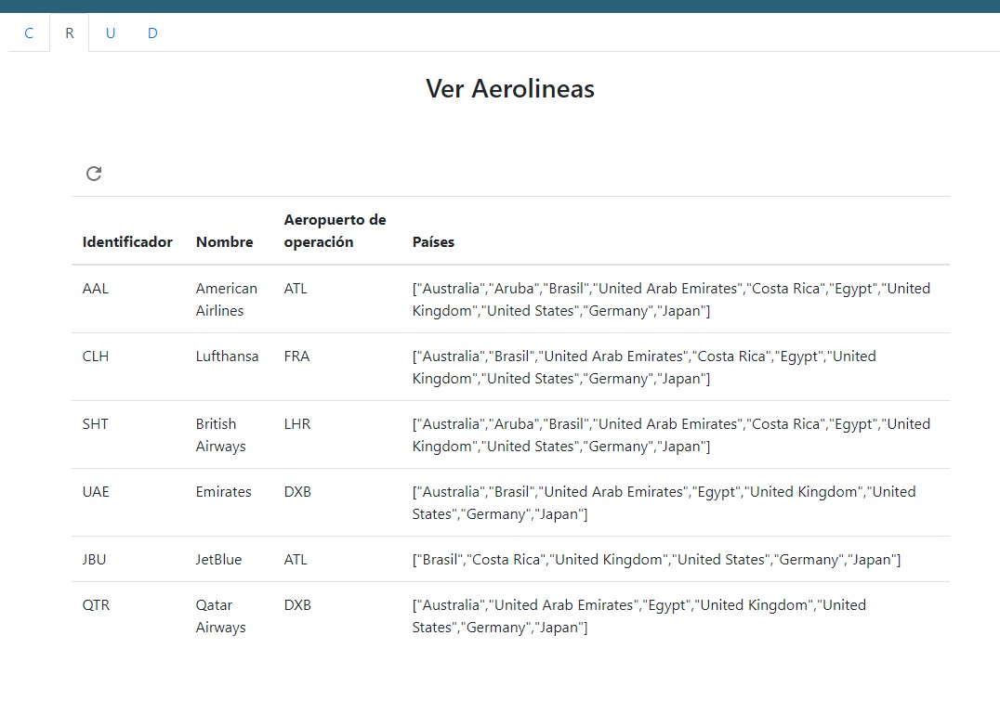 C R U D
Ver Aerolineas
Aeropuerto de
Identificador Nombre operación Países
AAL American ATL ["Australia","Aruba","Brasil","United Arab Emirates","Costa Rica","Egypt","United
Airlines Kingdom","United States","Germany","Japan"]
CLH Lufthansa FRA ["Australia","Brasil","United Arab Emirates","Costa Rica","Egypt","United
Kingdom","United States","Germany","Japan"]
SHT British LHR ["Australia","Aruba","Brasil","United Arab Emirates","Costa Rica","Egypt","United
Airways Kingdom","United States","Germany","Japan"]
UAE Emirates DXB ["Australia","Brasil","United Arab Emirates","Egypt","United Kingdom","United
States","Germany","Japan"]
JBU JetBlue ATL ["Brasil","Costa Rica","United Kingdom","United States","Germany","Japan"]
QTR Qatar DXB ["Australia","United Arab Emirates","Egypt","United Kingdom","United
Airways States","Germany","Japan"]